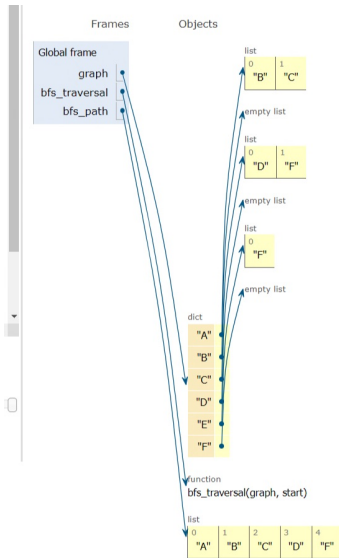 Frames Objects
Global frame
graph
bfs_traversal
bfs_path
list
0 1
"B" "C"
empty list
list
0 1
"D" "F"
empty list
list
0
"F"
empty list
dict
"A"
"B"
"C"
"D"
"E"
"F"
function
bfs_traversal(graph, start)
list
0 1 2 3 4
"A" "B" "C" "D" "F"